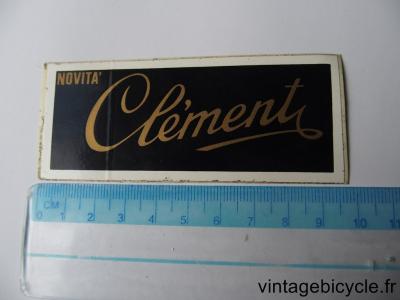 NOVITA'
Clément
CM 0 1 2 3 4 5 6 7 8 9 10 11
vintagebicycle.fr